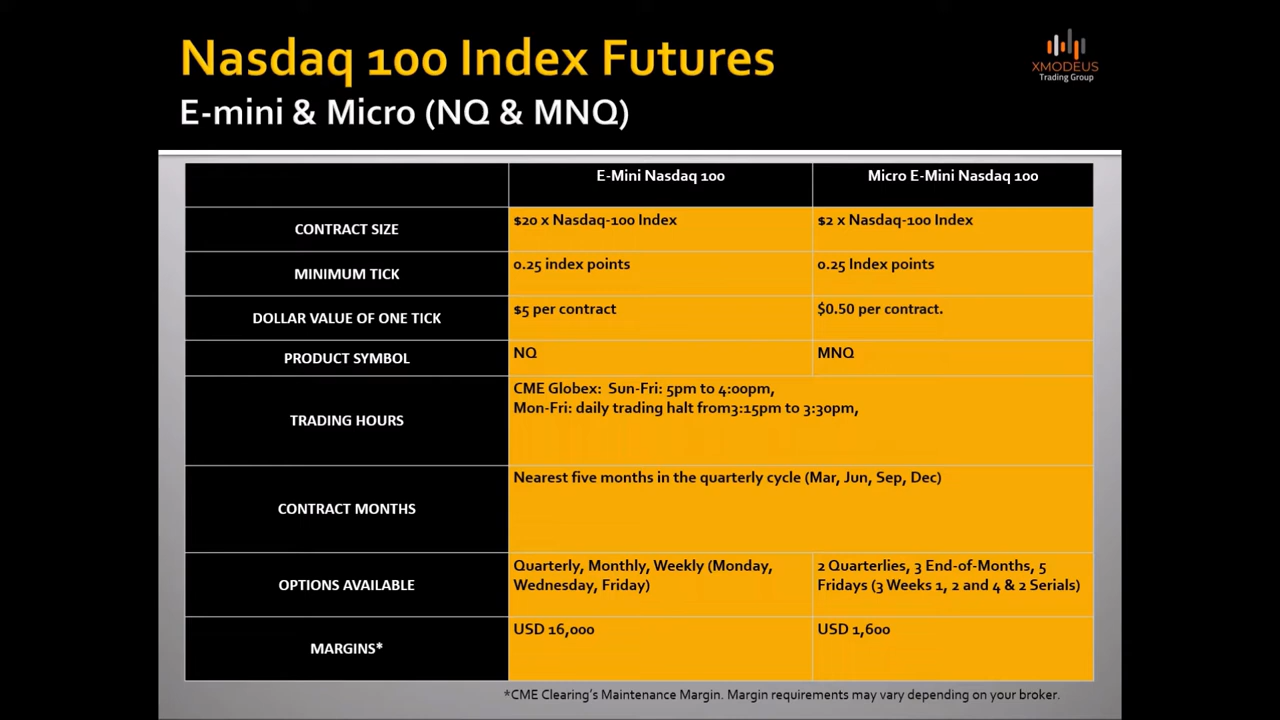 Nasdaq 100 Index Futures
E-mini & Micro (NQ & MNQ)
XMODEUS
Trading Group
E-Mini Nasdaq 100
Micro E-Mini Nasdaq 100
CONTRACT SIZE
$20 x Nasdaq-100 Index
$2 x Nasdaq-100 Index
MINIMUM TICK
0.25 index points
0.25 Index points
DOLLAR VALUE OF ONE TICK
$5 per contract
$0.50 per contract.
PRODUCT SYMBOL
NQ
MNQ
TRADING HOURS
CME Globex: Sun-Fri: 5pm to 4:00pm,
Mon-Fri: daily trading halt from3:15pm to 3:30pm,
CONTRACT MONTHS
Nearest five months in the quarterly cycle (Mar, Jun, Sep, Dec)
OPTIONS AVAILABLE
Quarterly, Monthly, Weekly (Monday,
Wednesday, Friday)
2 Quarterlies, 3 End-of-Months, 5
Fridays (3 Weeks 1, 2 and 4 & 2 Serials)
MARGINS*
USD 16,000
USD 1,600
*CME Clearing's Maintenance Margin. Margin requirements may vary depending on your broker.